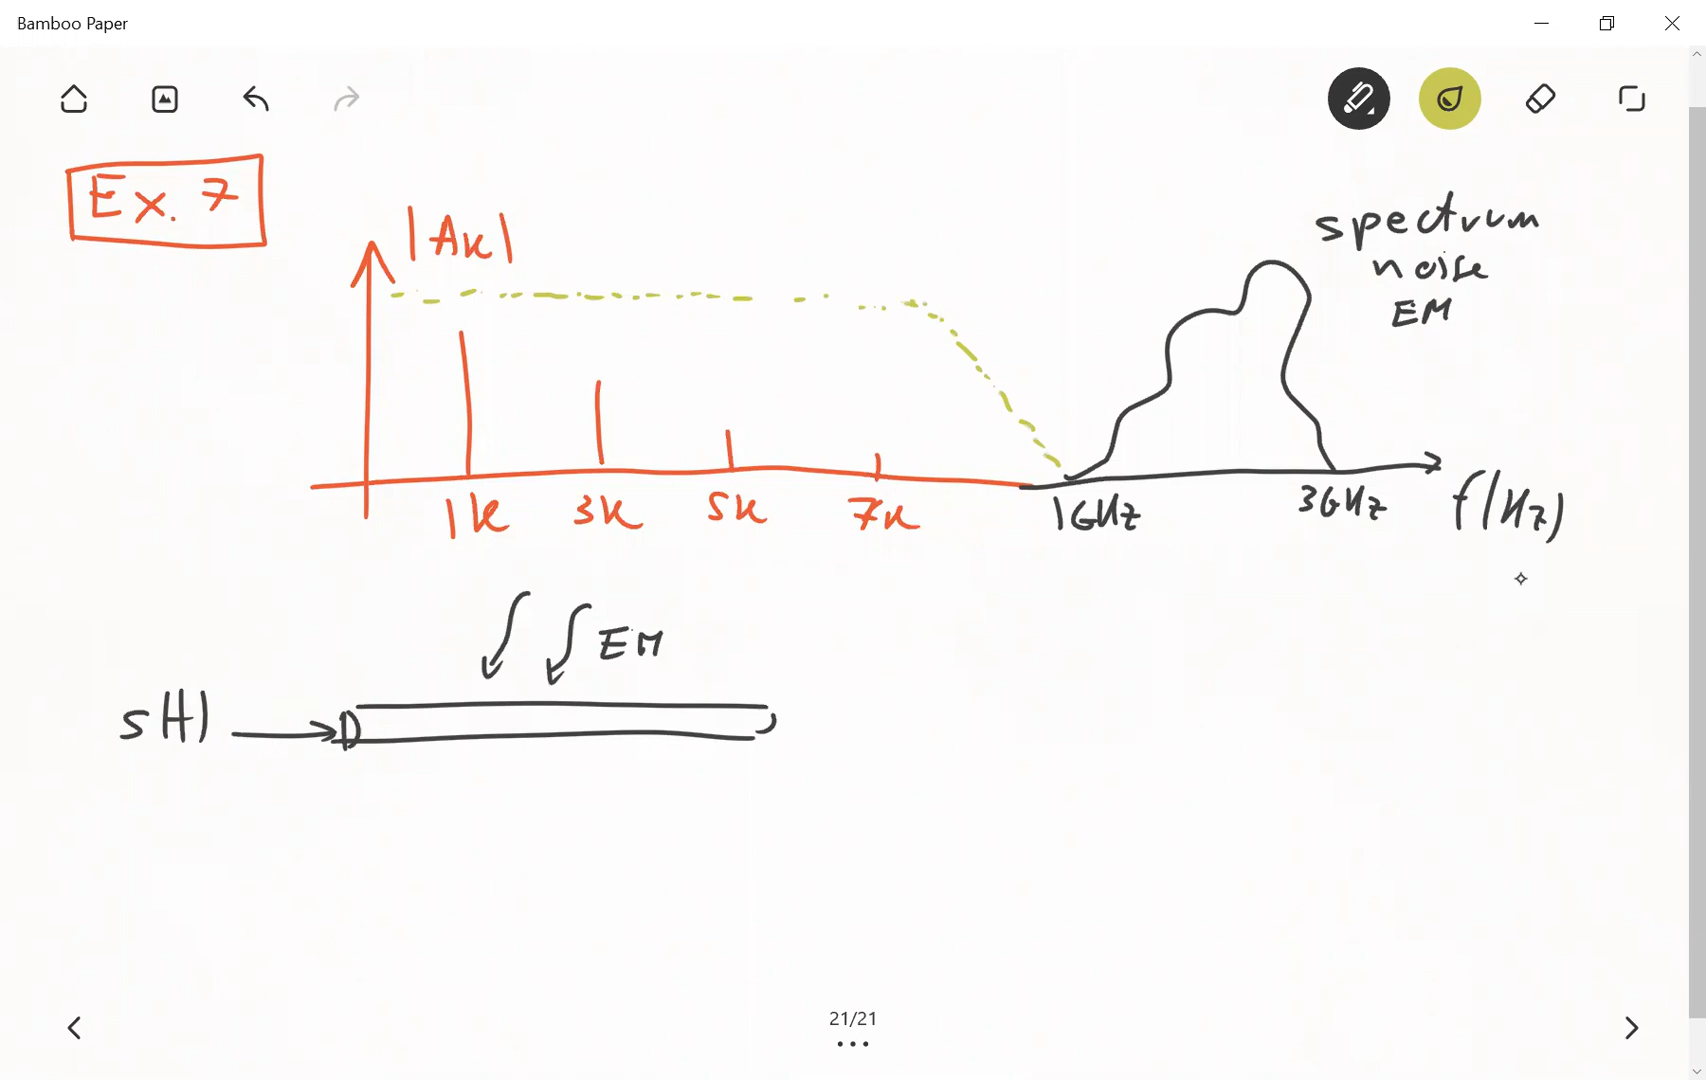 Bamboo Paper
Ex. 7
|Ak|
spectrum
noise
EM
1k 3k 5k 7k 1GHz 3GHz f(Hz)
EM
s(t)
21/21